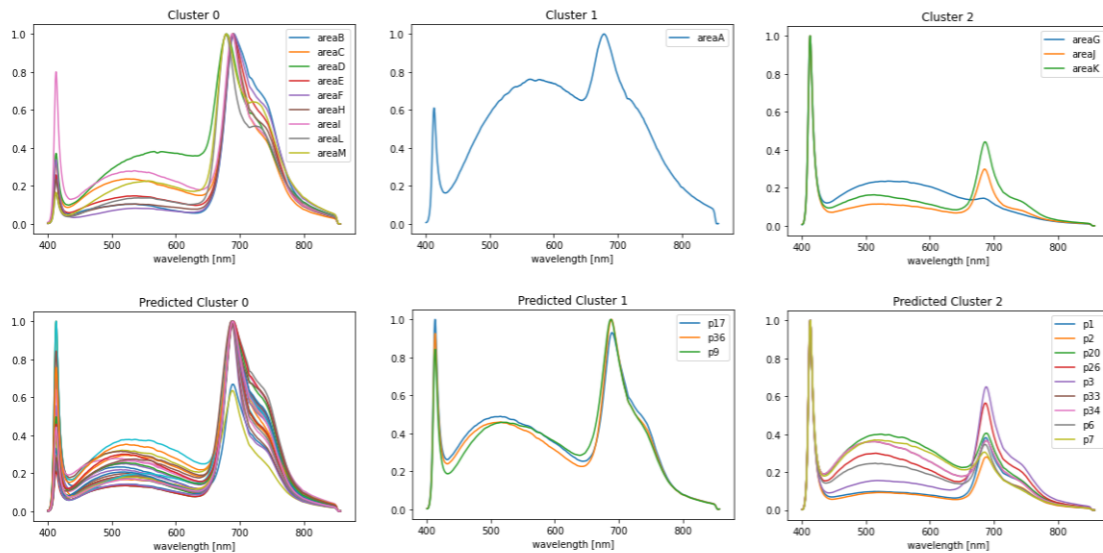 Cluster 0
1.0
0.8
0.6
0.4
0.2
0.0
areaB
areaC
areaD
areaE
areaF
areaH
areaI
areaL
areaM
400 500 600 700 800
wavelength [nm]
Cluster 1
1.0
0.8
0.6
0.4
0.2
0.0
areaA
400 500 600 700 800
wavelength [nm]
Cluster 2
1.0
0.8
0.6
0.4
0.2
0.0
areaG
areaJ
areaK
400 500 600 700 800
wavelength [nm]
Predicted Cluster 0
1.0
0.8
0.6
0.4
0.2
0.0
400 500 600 700 800
wavelength [nm]
Predicted Cluster 1
1.0
0.8
0.6
0.4
0.2
0.0
p17
p36
p9
400 500 600 700 800
wavelength [nm]
Predicted Cluster 2
1.0
0.8
0.6
0.4
0.2
0.0
p1
p2
p20
p26
p3
p33
p34
p6
p7
400 500 600 700 800
wavelength [nm]